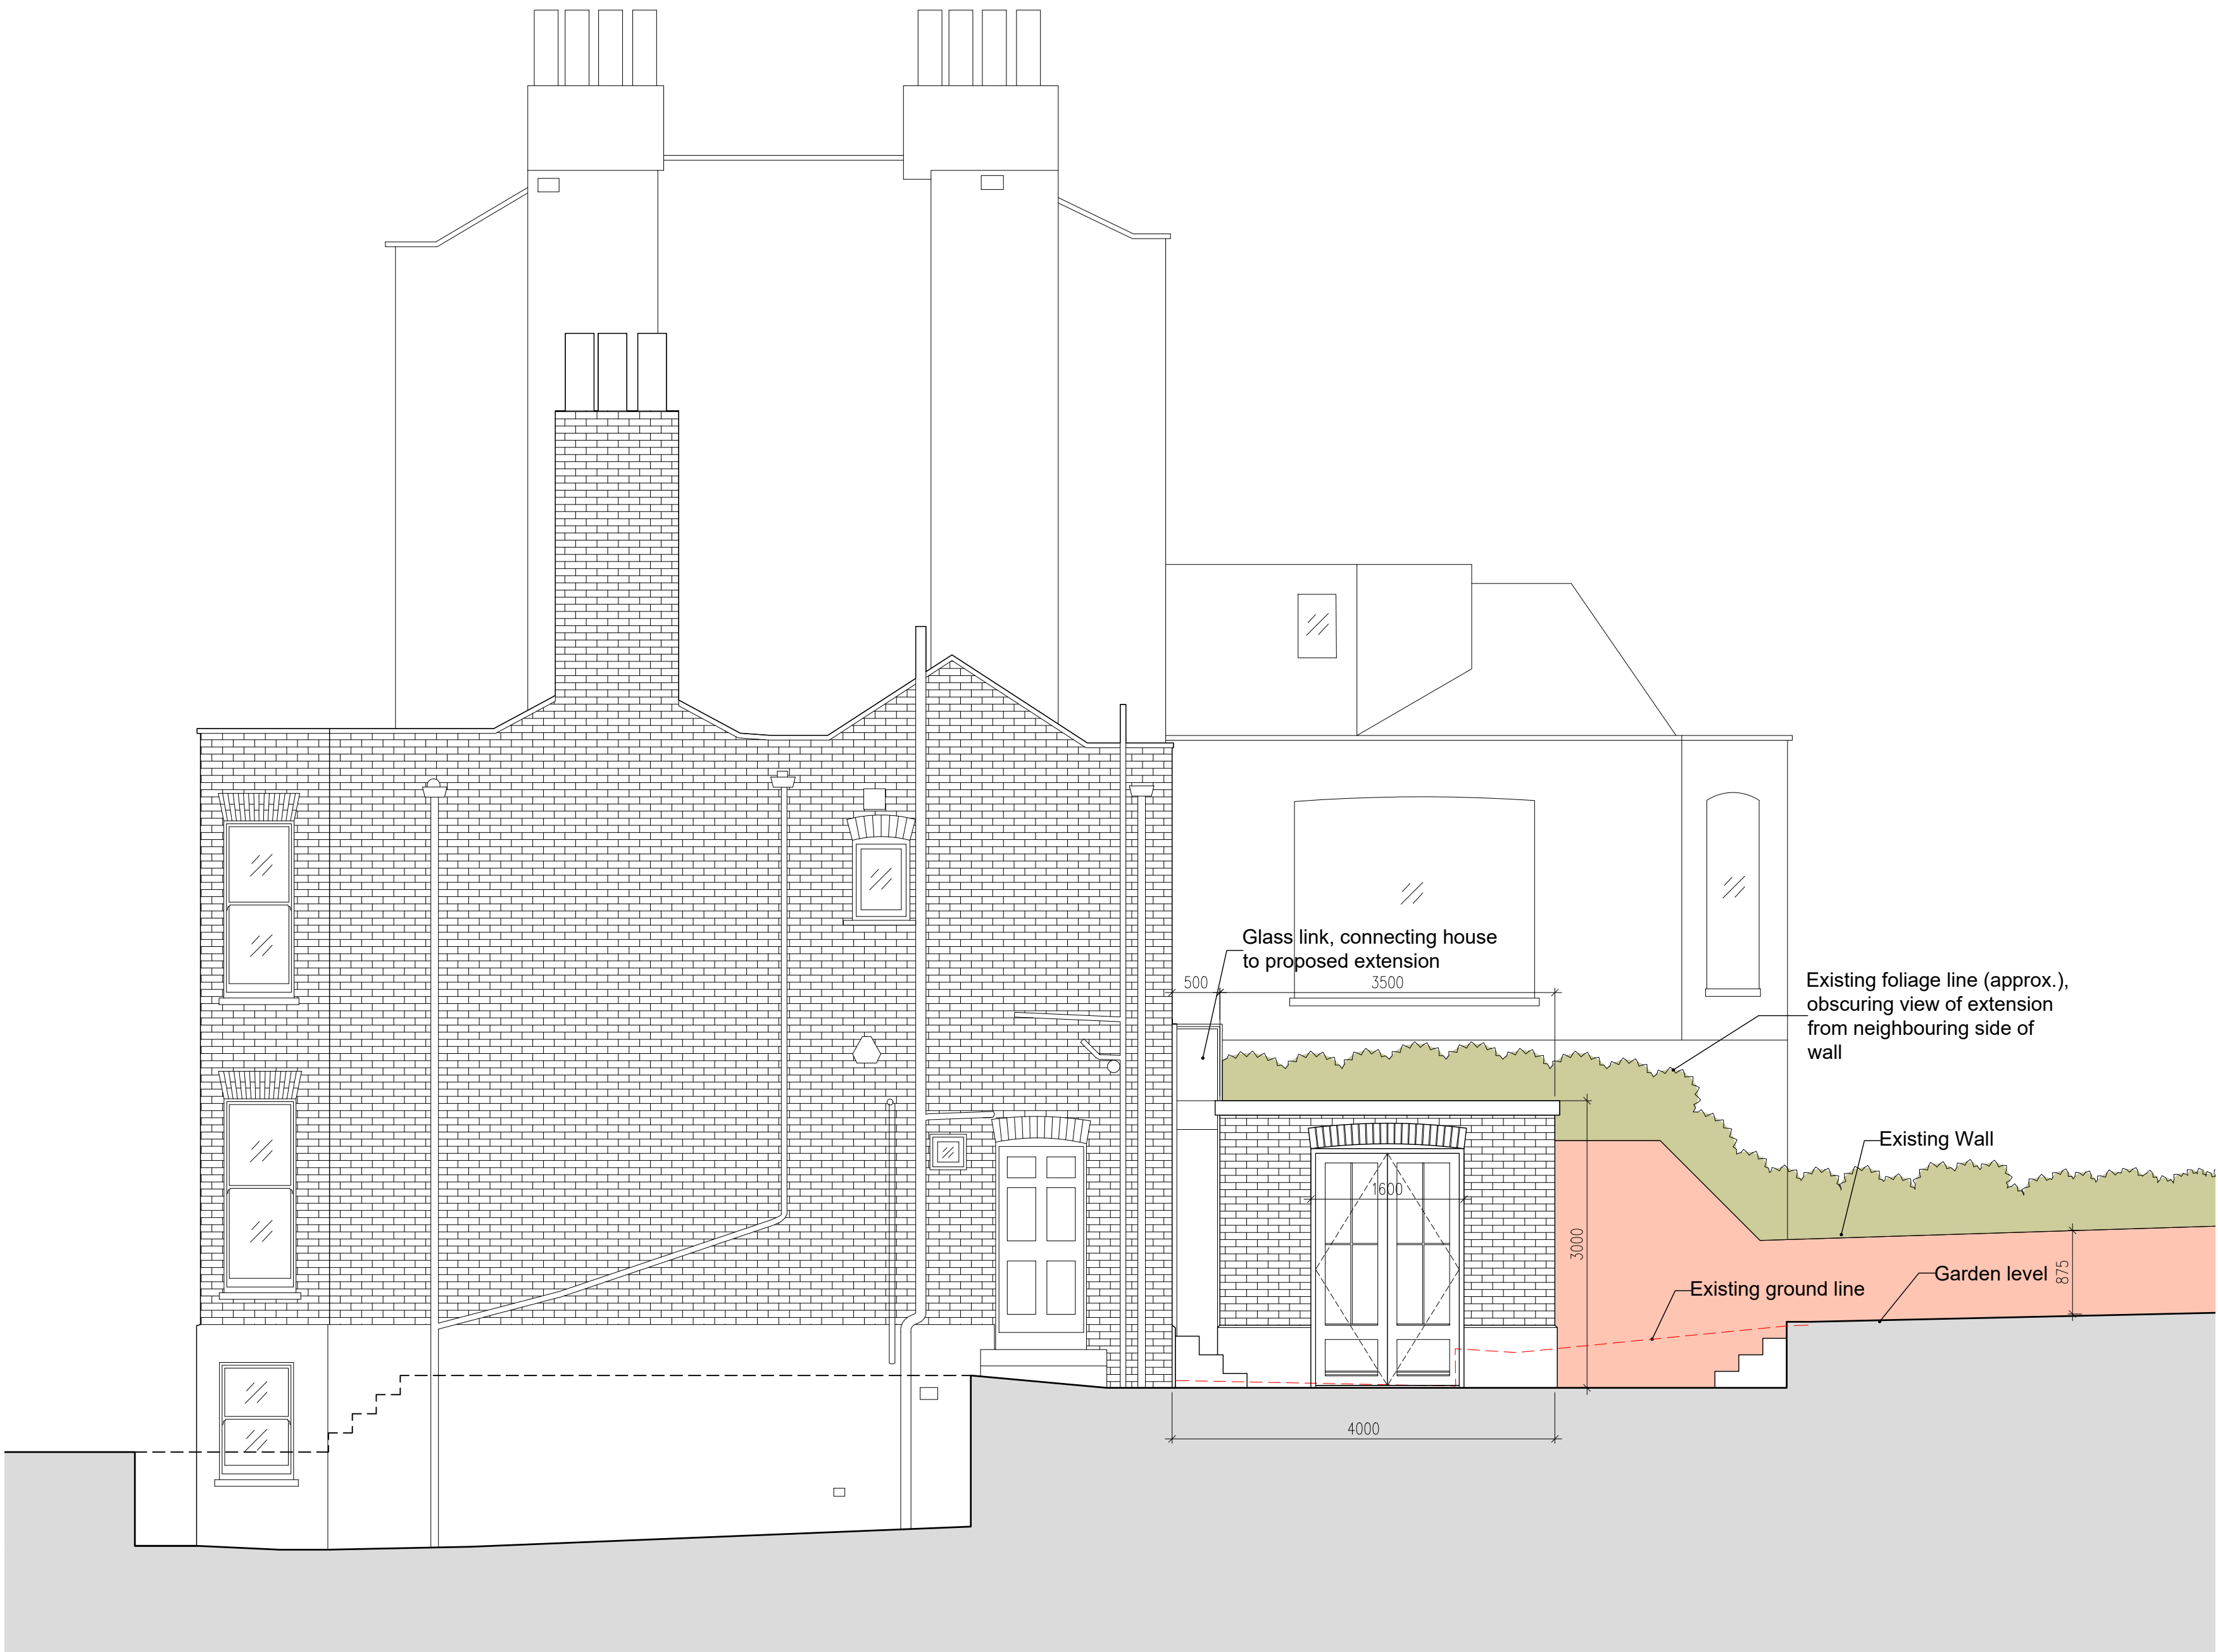 Glass link, connecting house
to proposed extension
500
3500
Existing foliage line (approx.),
obscuring view of extension
from neighbouring side of
wall
Existing Wall
1600
3000
Garden level
875
Existing ground line
4000